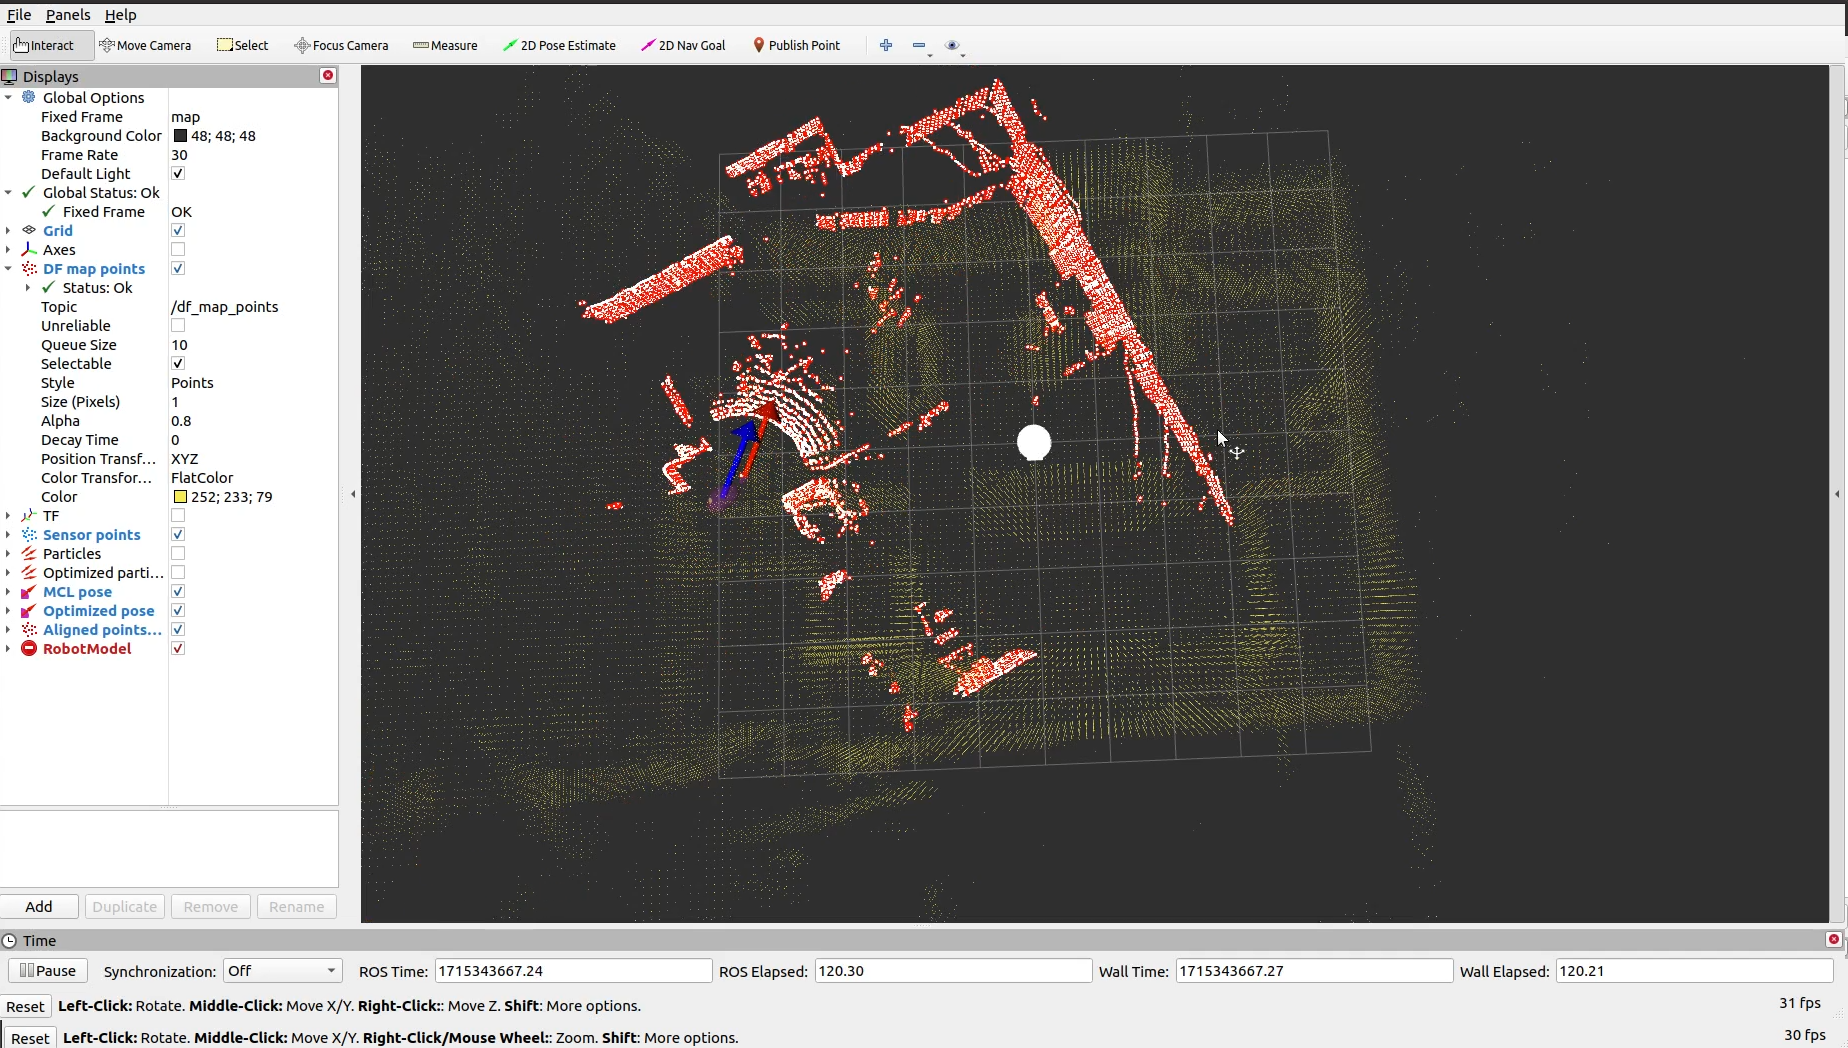 File Panels Help
Interact Move Camera Select Focus Camera Measure 2D Pose Estimate 2D Nav Goal Publish Point
Displays
Global Options
Fixed Frame map
Background Color 48; 48; 48
Frame Rate 30
Default Light
Global Status: Ok
Fixed Frame OK
Grid
Axes
DF map points
Status: Ok
Topic /df_map_points
Unreliable
Queue Size 10
Selectable
Style Points
Size (Pixels) 1
Alpha 0.8
Decay Time 0
Position Transf... XYZ
Color Transfor... FlatColor
Color 252; 233; 79
TF
Sensor points
Particles
Optimized parti...
MCL pose
Optimized pose
Aligned points...
RobotModel
Add Duplicate Remove Rename
Time
Pause Synchronization: Off ROS Time: 1715343667.24 ROS Elapsed: 120.30 Wall Time: 1715343667.27 Wall Elapsed: 120.21
Reset Left-Click: Rotate. Middle-Click: Move X/Y. Right-Click:: Move Z. Shift: More options. 31 fps
Reset Left-Click: Rotate. Middle-Click: Move X/Y. Right-Click/Mouse Wheel:: Zoom. Shift: More options. 30 fps